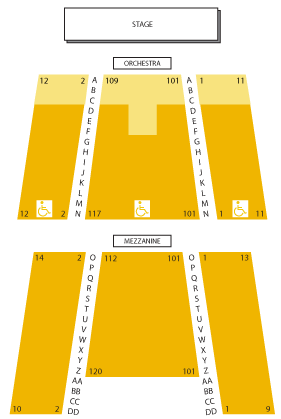 STAGE
ORCHESTRA
12 2 A 109 101 A 1 11
B B
C C
D D
E E
F F
G G
H H
I I
J J
K K
L L
M M
12 2 N 117 101 N 1 11
MEZZANINE
14 2 O 112 101 O 1 13
P P
Q Q
R R
S S
T T
U U
V V
W W
X X
Y Y
Z 120 101 Z
AA AA
BB BB
CC CC
10 2 DD DD 1 9